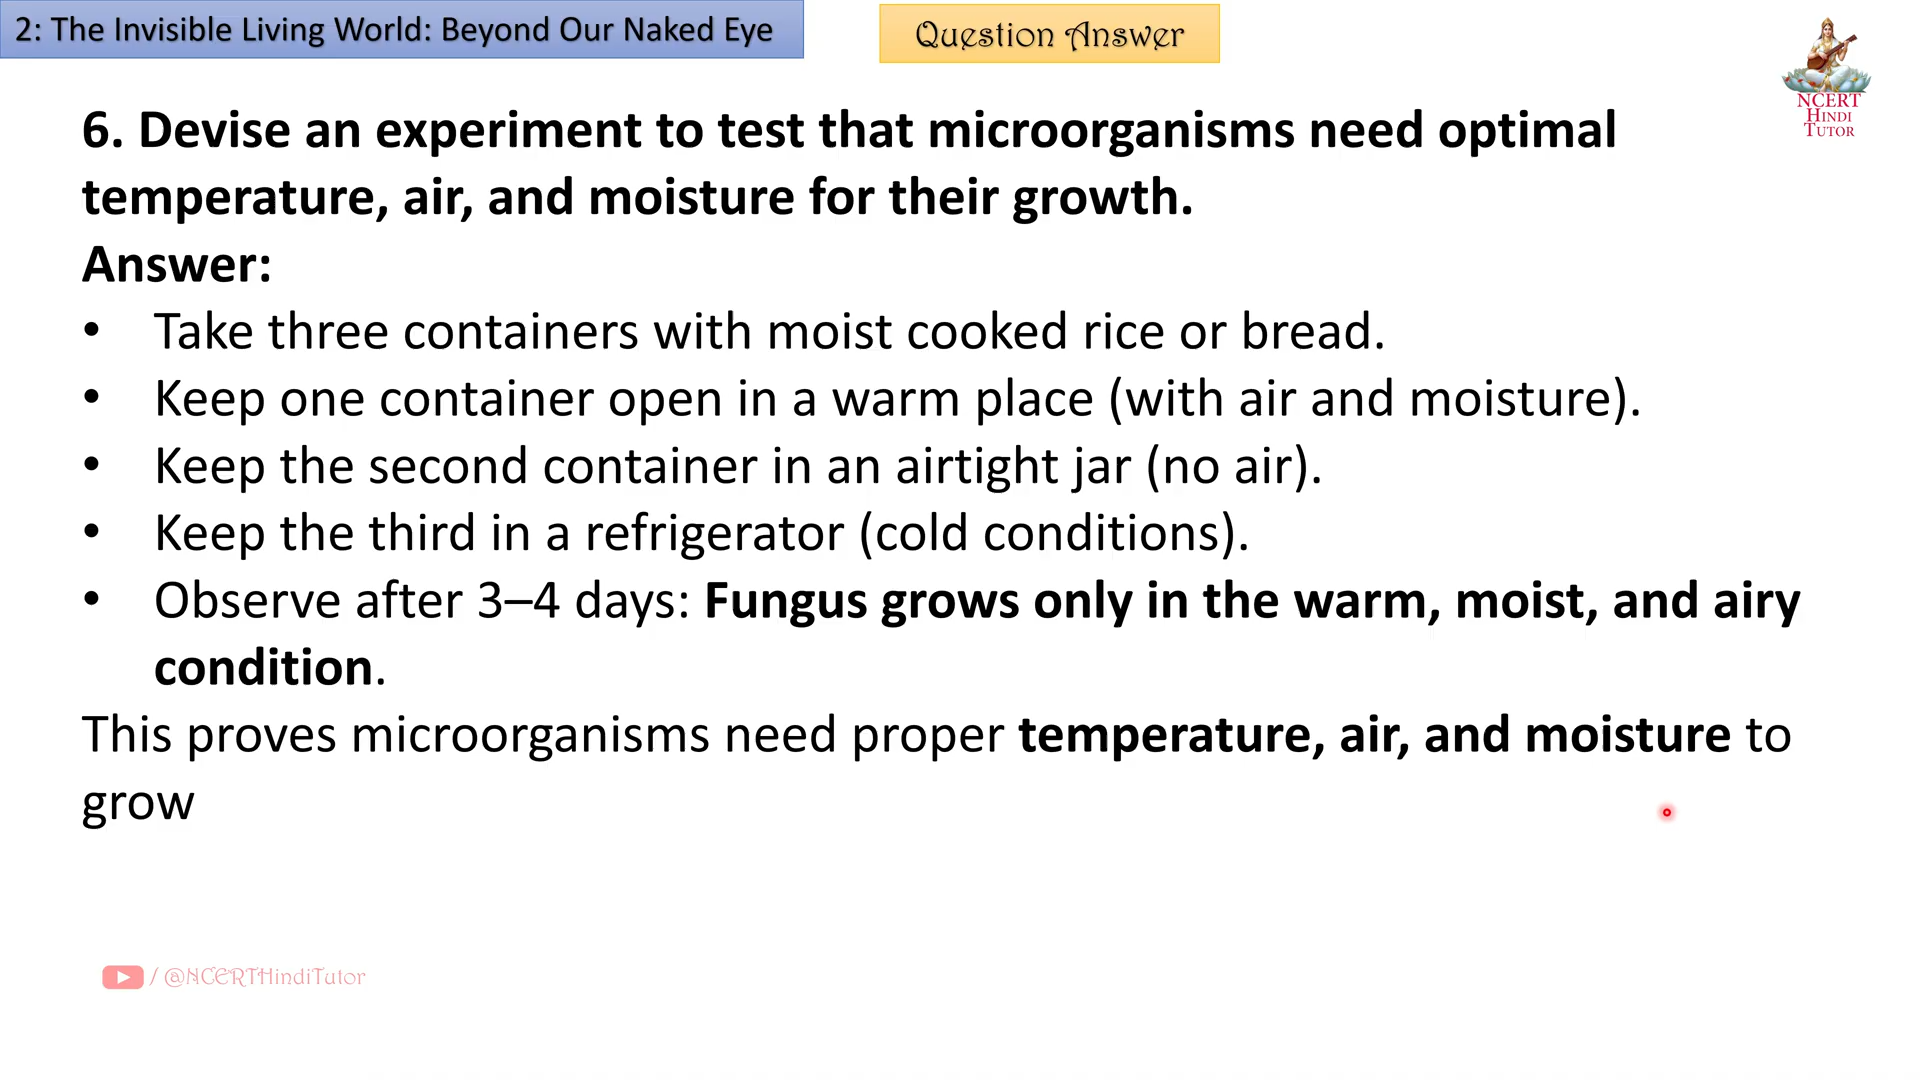 2: The Invisible Living World: Beyond Our Naked Eye
Question Answer
NCERT
HINDI
TUTOR
6. Devise an experiment to test that microorganisms need optimal
temperature, air, and moisture for their growth.
Answer:
• Take three containers with moist cooked rice or bread.
• Keep one container open in a warm place (with air and moisture).
• Keep the second container in an airtight jar (no air).
• Keep the third in a refrigerator (cold conditions).
• Observe after 3–4 days: Fungus grows only in the warm, moist, and airy
condition.
This proves microorganisms need proper temperature, air, and moisture to
grow
/ @NCERTHindiTutor